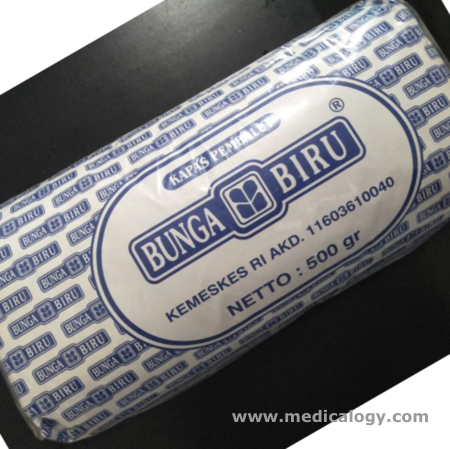 KAPAS PEMBALUT
BUNGA BIRU
®
KEMESKES RI AKD. 11603610040
NETTO : 500 gr
www.medicalogy.com